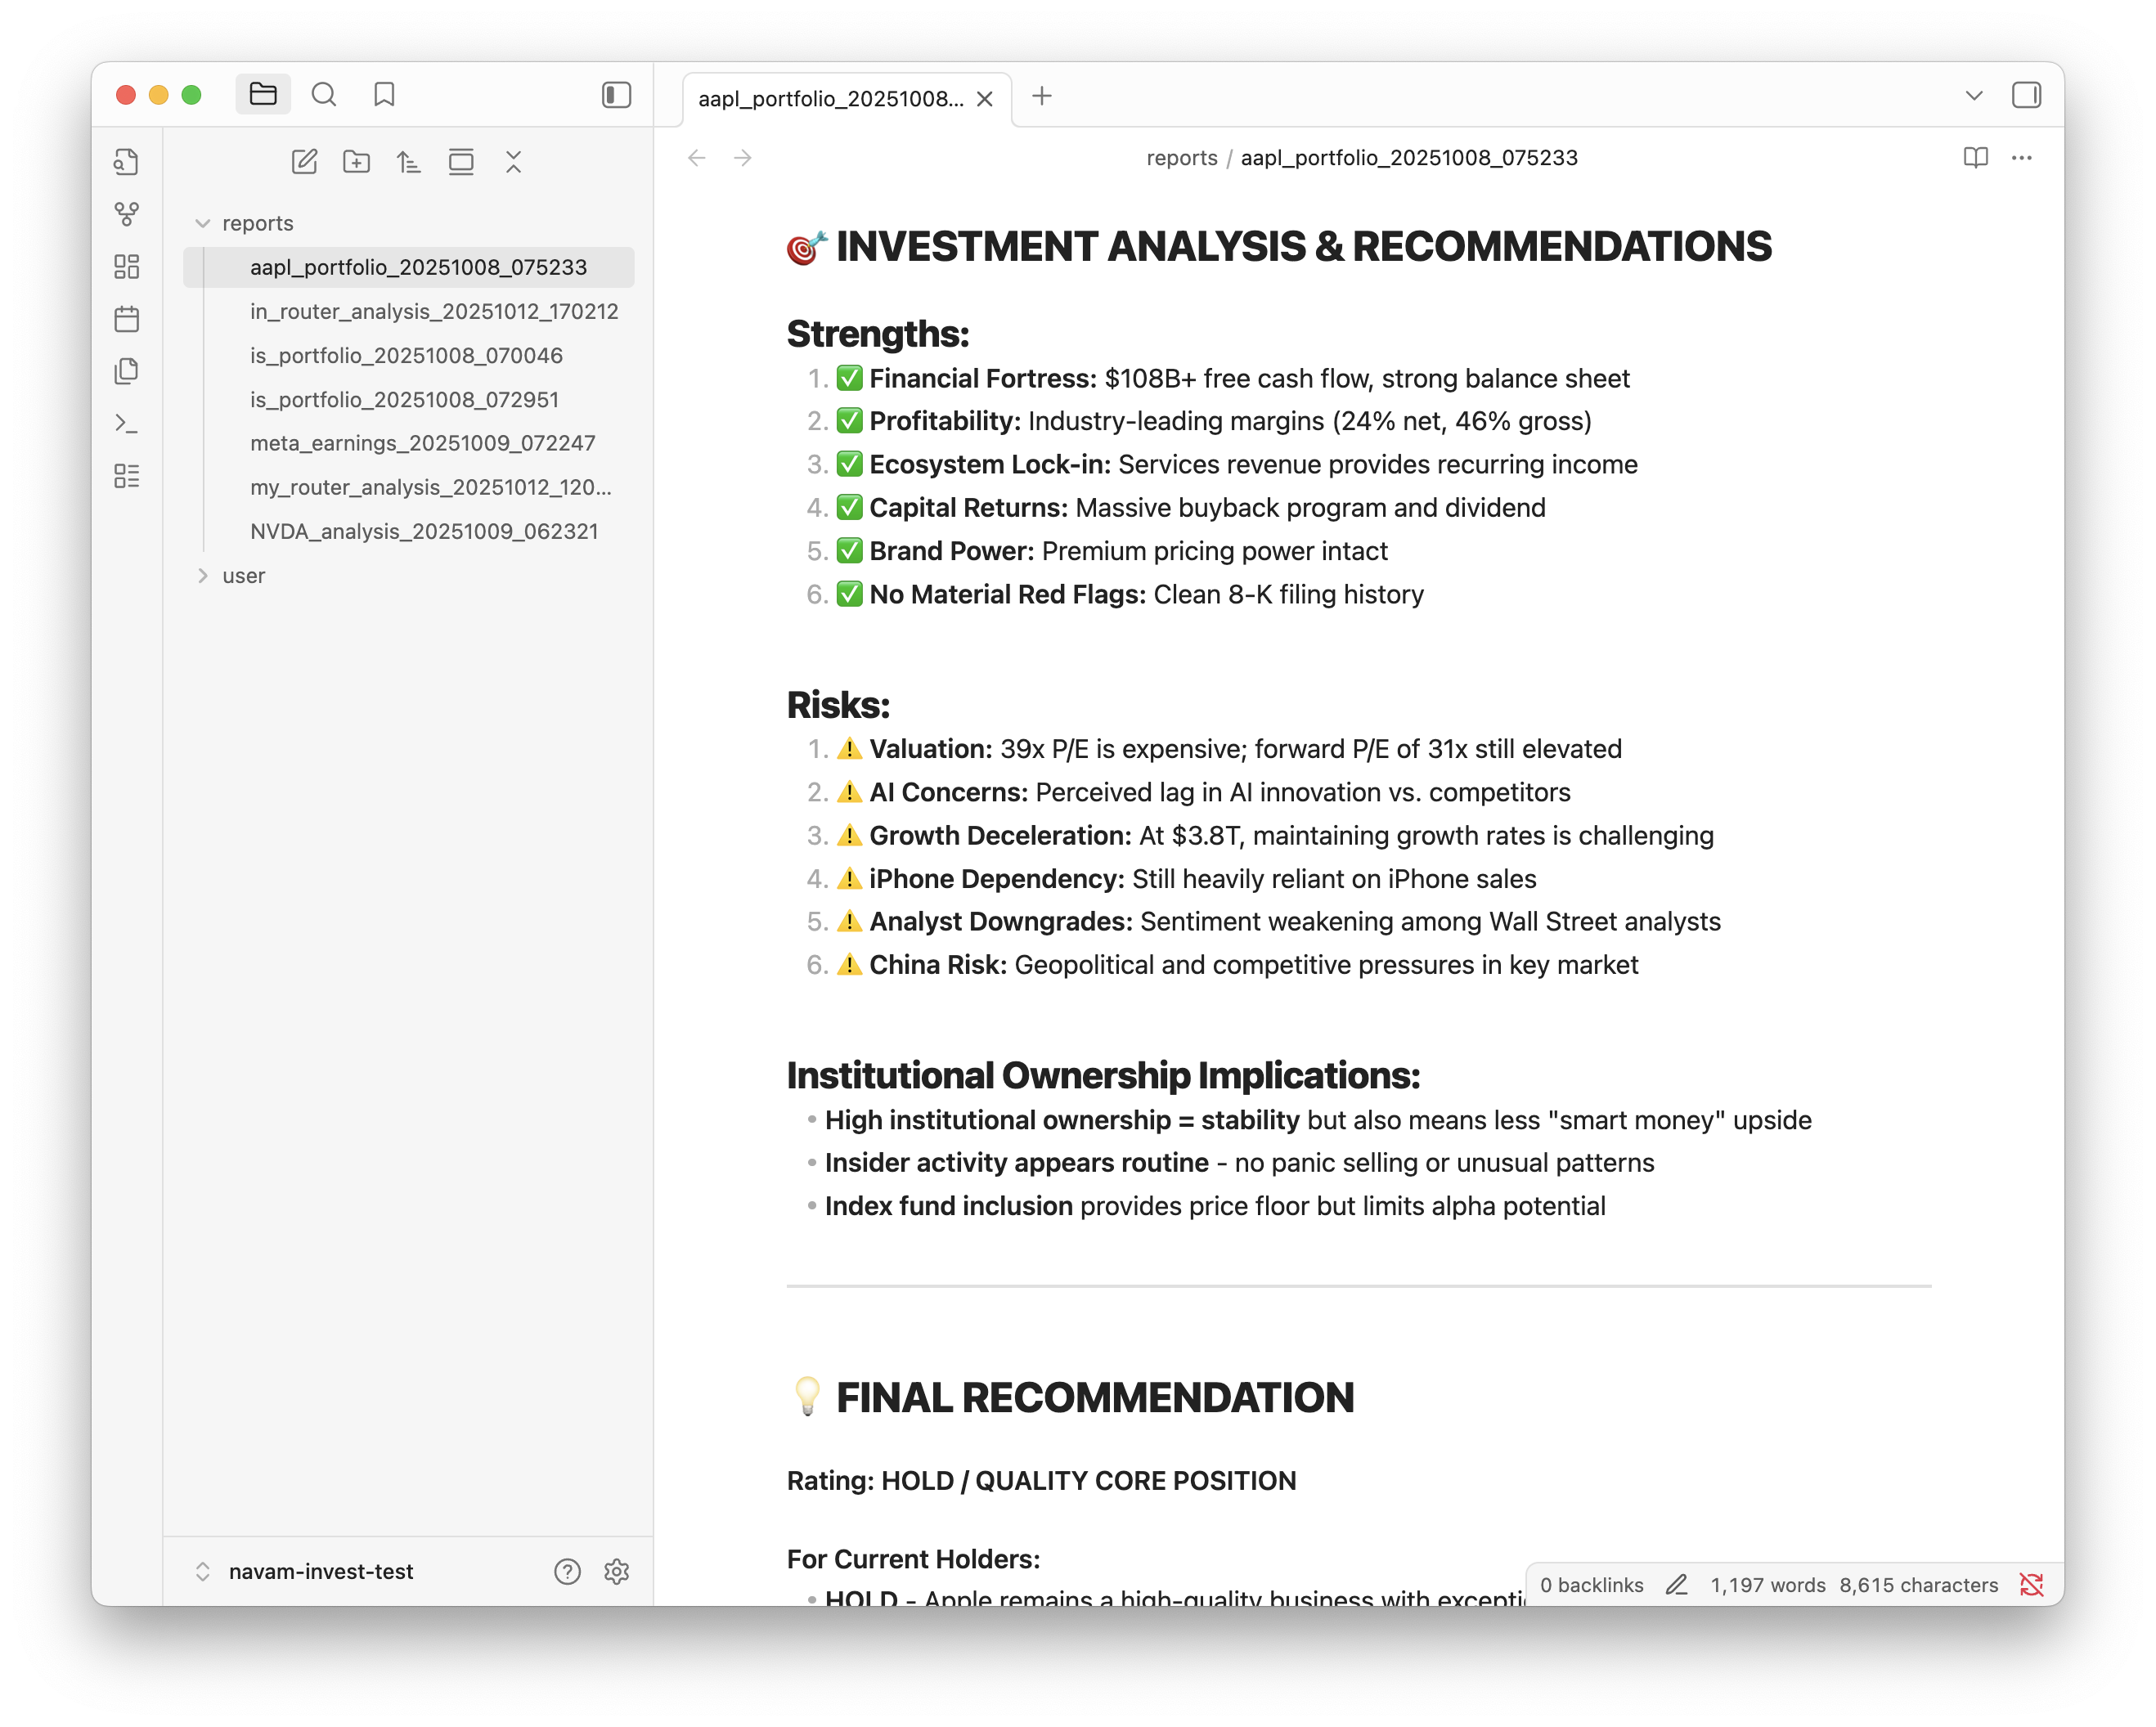 aapl_portfolio_20251008...
reports / aapl_portfolio_20251008_075233
reports
aapl_portfolio_20251008_075233
in_router_analysis_20251012_170212
is_portfolio_20251008_070046
is_portfolio_20251008_072951
meta_earnings_20251009_072247
my_router_analysis_20251012_120...
NVDA_analysis_20251009_062321
user
navam-invest-test
🎯 INVESTMENT ANALYSIS & RECOMMENDATIONS
Strengths:
1. ✅ Financial Fortress: $108B+ free cash flow, strong balance sheet
2. ✅ Profitability: Industry-leading margins (24% net, 46% gross)
3. ✅ Ecosystem Lock-in: Services revenue provides recurring income
4. ✅ Capital Returns: Massive buyback program and dividend
5. ✅ Brand Power: Premium pricing power intact
6. ✅ No Material Red Flags: Clean 8-K filing history
Risks:
1. ⚠️ Valuation: 39x P/E is expensive; forward P/E of 31x still elevated
2. ⚠️ AI Concerns: Perceived lag in AI innovation vs. competitors
3. ⚠️ Growth Deceleration: At $3.8T, maintaining growth rates is challenging
4. ⚠️ iPhone Dependency: Still heavily reliant on iPhone sales
5. ⚠️ Analyst Downgrades: Sentiment weakening among Wall Street analysts
6. ⚠️ China Risk: Geopolitical and competitive pressures in key market
Institutional Ownership Implications:
• High institutional ownership = stability but also means less "smart money" upside
• Insider activity appears routine - no panic selling or unusual patterns
• Index fund inclusion provides price floor but limits alpha potential
💡 FINAL RECOMMENDATION
Rating: HOLD / QUALITY CORE POSITION
For Current Holders:
• HOLD - Apple remains a high-quality business with
0 backlinks 1,197 words 8,615 characters